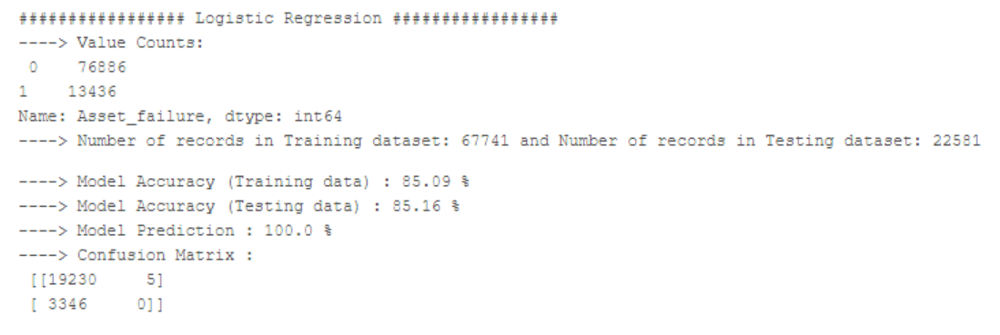 ################# Logistic Regression #################
----> Value Counts:
0 76886
1 13436
Name: Asset_failure, dtype: int64
----> Number of records in Training dataset: 67741 and Number of records in Testing dataset: 22581
----> Model Accuracy (Training data) : 85.09 %
----> Model Accuracy (Testing data) : 85.16 %
----> Model Prediction : 100.0 %
----> Confusion Matrix :
[[19230 5]
[ 3346 0]]